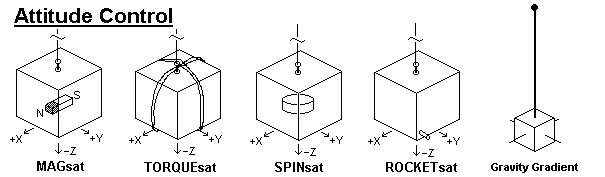 Attitude Control
N S
+X +Y
-Z
MAGsat
+X +Y
-Z
TORQUEsat
+X +Y
-Z
SPINsat
+X +Y
-Z
ROCKETsat
Gravity Gradient